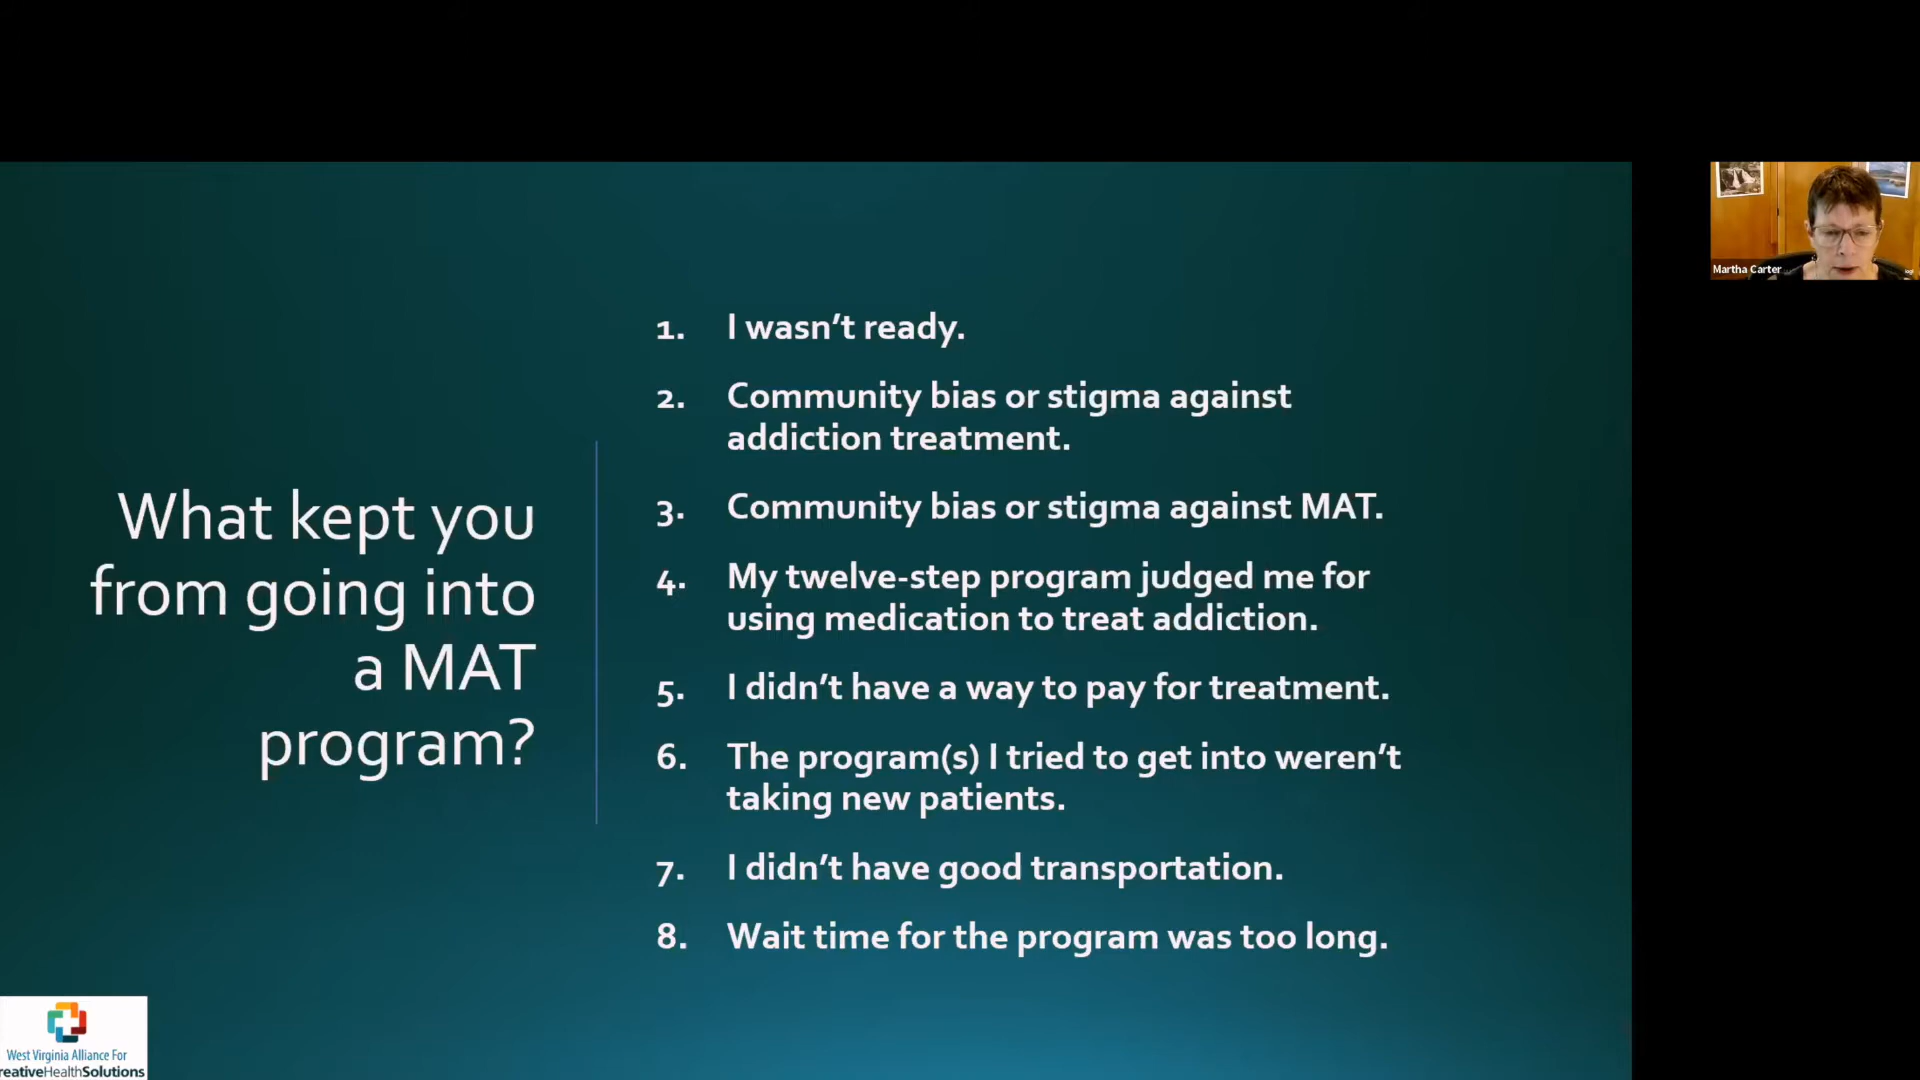 What kept you
from going into
a MAT
program?
1. I wasn’t ready.
2. Community bias or stigma against
addiction treatment.
3. Community bias or stigma against MAT.
4. My twelve-step program judged me for
using medication to treat addiction.
5. I didn’t have a way to pay for treatment.
6. The program(s) I tried to get into weren’t
taking new patients.
7. I didn’t have good transportation.
8. Wait time for the program was too long.
Martha Carter
West Virginia Alliance For
reativeHealthSolutions